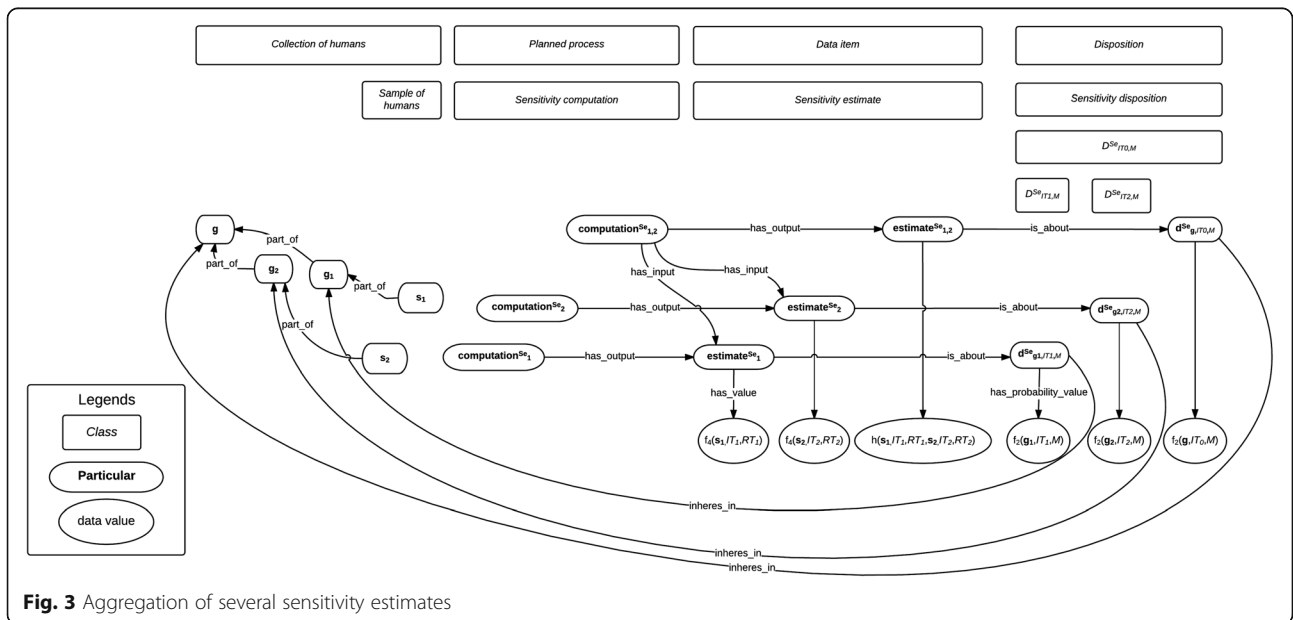 Collection of humans
Planned process
Data item
Disposition
Sample of
humans
Sensitivity computation
Sensitivity estimate
Sensitivity disposition
D^Se_IT0,M
D^Se_IT1,M
D^Se_IT2,M
g
part_of
part_of
g2
g1
part_of
s1
part_of
s2
computation^Se_1,2
has_output
estimate^Se_1,2
is_about
d^Se_g,IT0,M
has_input
has_input
computation^Se_2
has_output
estimate^Se_2
is_about
d^Se_g2,IT2,M
computation^Se_1
has_output
estimate^Se_1
is_about
d^Se_g1,IT1,M
has_value
has_probability_value
f4(s1,IT1,RT1)
f4(s2,IT2,RT2)
h(s1,IT1,RT1,s2,IT2,RT2)
f2(g1,IT1,M)
f2(g2,IT2,M)
f2(g,IT0,M)
Legends
Class
Particular
data value
inheres_in
inheres_in
inheres_in
Fig. 3 Aggregation of several sensitivity estimates